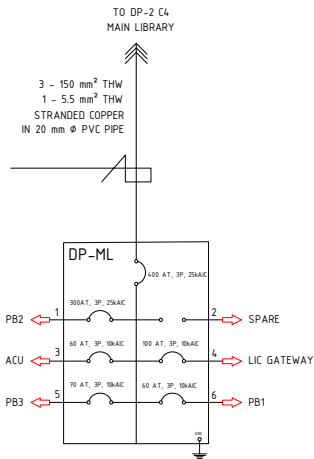 TO DP-2 C4
MAIN LIBRARY
3 - 150 mm² THW
1 - 5.5 mm² THW
STRANDED COPPER
IN 20 mm ⌀ PVC PIPE
DP-ML
400 AT, 3P, 25kAIC
300AT, 3P, 25kAIC
PB2 1 2 SPARE
60 AT, 3P, 10kAIC 100 AT, 3P, 10kAIC
ACU 3 4 LIC GATEWAY
70 AT, 3P, 10kAIC 60 AT, 3P, 10kAIC
PB3 5 6 PB1
GND